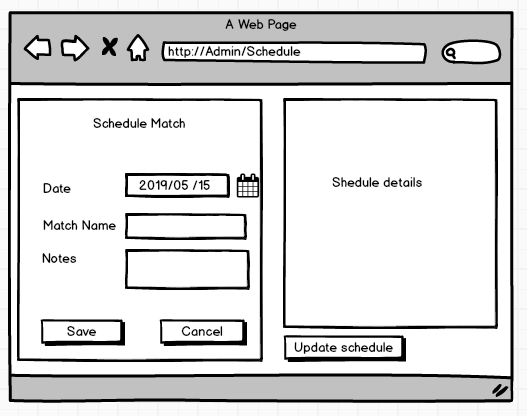 A Web Page
http://Admin/Schedule
Schedule Match
Date
2019/05 /15
Match Name
Notes
Save
Cancel
Shedule details
Update schedule